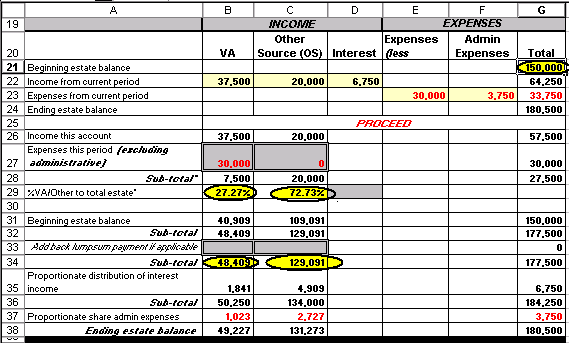 A B C D E F G
19 INCOME EXPENSES
20 VA Other Source (OS) Interest Expenses (less Admin Expenses Total
21 Beginning estate balance 150,000
22 Income from current period 37,500 20,000 6,750 64,250
23 Expenses from current period 30,000 3,750 33,750
24 Ending estate balance 180,500
25 PROCEED
26 Income this account 37,500 20,000 57,500
27 Expenses this period (excluding administrative) 30,000 0 30,000
28 Sub-total" 7,500 20,000 27,500
29 %VA/Other to total estate" 27.27% 72.73%
30
31 Beginning estate balance 40,909 109,091 150,000
32 Sub-total 48,409 129,091 177,500
33 Add back lumpsum payment if applicable 0
34 Sub-total 48,409 129,091 177,500
35 Proportionate distribution of interest income 1,841 4,909 6,750
36 Sub-total 50,250 134,000 184,250
37 Proportionate share admin expenses 1,023 2,727 3,750
38 Ending estate balance 49,227 131,273 180,500